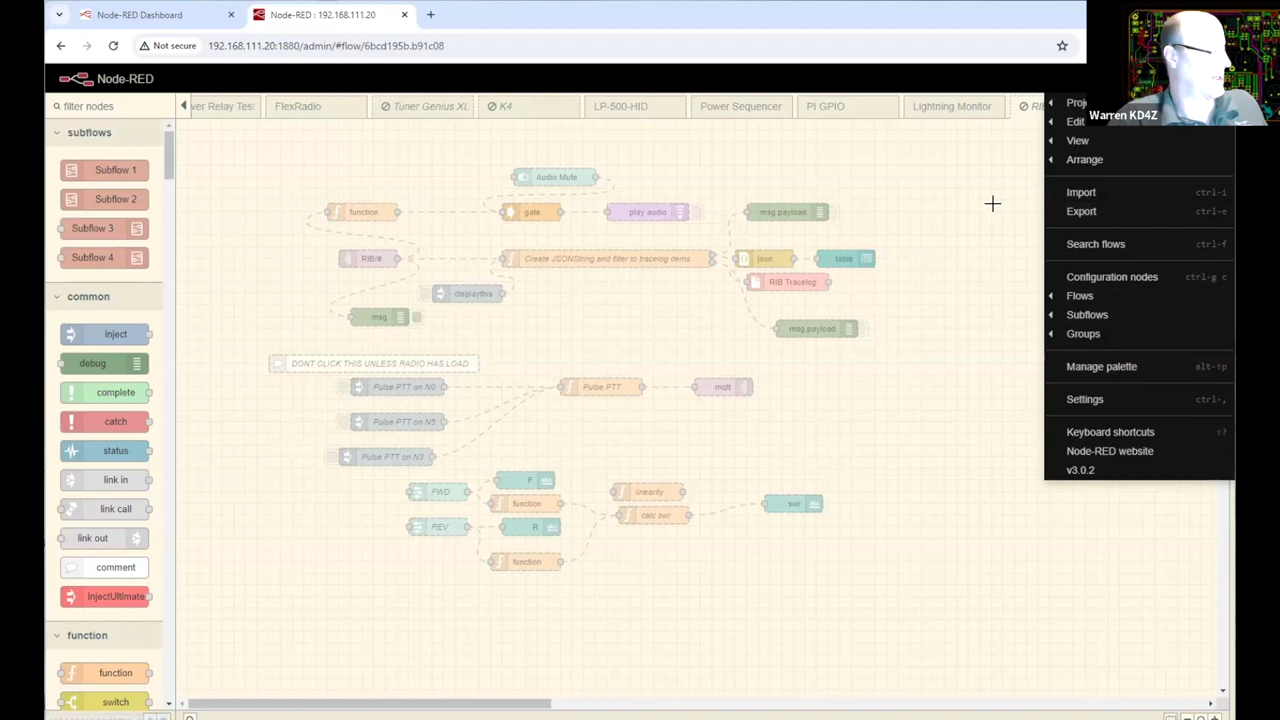 Node-RED Dashboard
Node-RED : 192.168.111.20
Not secure
192.168.111.20:1880/admin/#flow/6bcd195b.b91c08
Warren KD4Z
Node-RED
filter nodes
ver Relay Test
FlexRadio
Tuner Genius XL
K4
LP-500-HID
Power Sequencer
PI GPIO
Lightning Monitor
subflows
Subflow 1
Subflow 2
Subflow 3
Subflow 4
common
inject
debug
complete
catch
status
link in
link call
link out
comment
InjectUltimate
function
function
switch
Audio Mute
function
gate
play audio
msg.payload
RIB/#
Create JSONString and filter to tracelog items
json
table
RIB Tracelog
displaythis
msg
msg.payload
DONT CLICK THIS UNLESS RADIO HAS LOAD
Pulse PTT on N6
Pulse PTT
mqtt
Pulse PTT on N5
Pulse PTT on N3
F
FWD
linearity
function
swr
calc swr
REV
R
function
Edit
View
Arrange
Import ctrl-i
Export ctrl-e
Search flows ctrl-f
Configuration nodes ctrl-g c
Flows
Subflows
Groups
Manage palette alt-⇧p
Settings ctrl-,
Keyboard shortcuts ⇧?
Node-RED website
v3.0.2